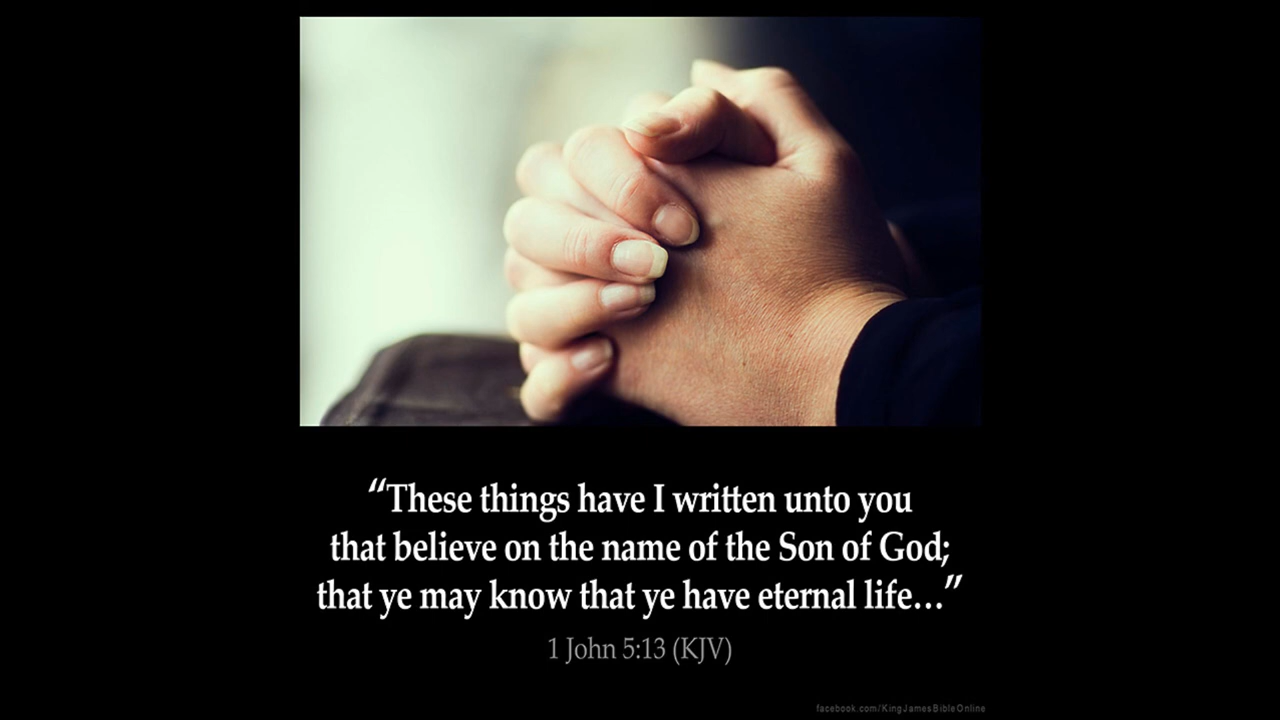 “These things have I written unto you
that believe on the name of the Son of God;
that ye may know that ye have eternal life...”
1 John 5:13 (KJV)
facebook.com/KingJamesBibleOnline